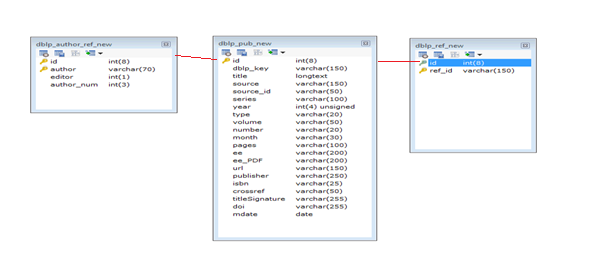 dblp_author_ref_new
id int(8)
author varchar(70)
editor int(1)
author_num int(3)
dblp_pub_new
id int(8)
dblp_key varchar(150)
title longtext
source varchar(150)
source_id varchar(50)
series varchar(100)
year int(4) unsigned
type varchar(20)
volume varchar(50)
number varchar(20)
month varchar(30)
pages varchar(100)
ee varchar(200)
ee_PDF varchar(200)
url varchar(150)
publisher varchar(250)
isbn varchar(25)
crossref varchar(50)
titleSignature varchar(255)
doi varchar(255)
mdate date
dblp_ref_new
id int(8)
ref_id varchar(150)